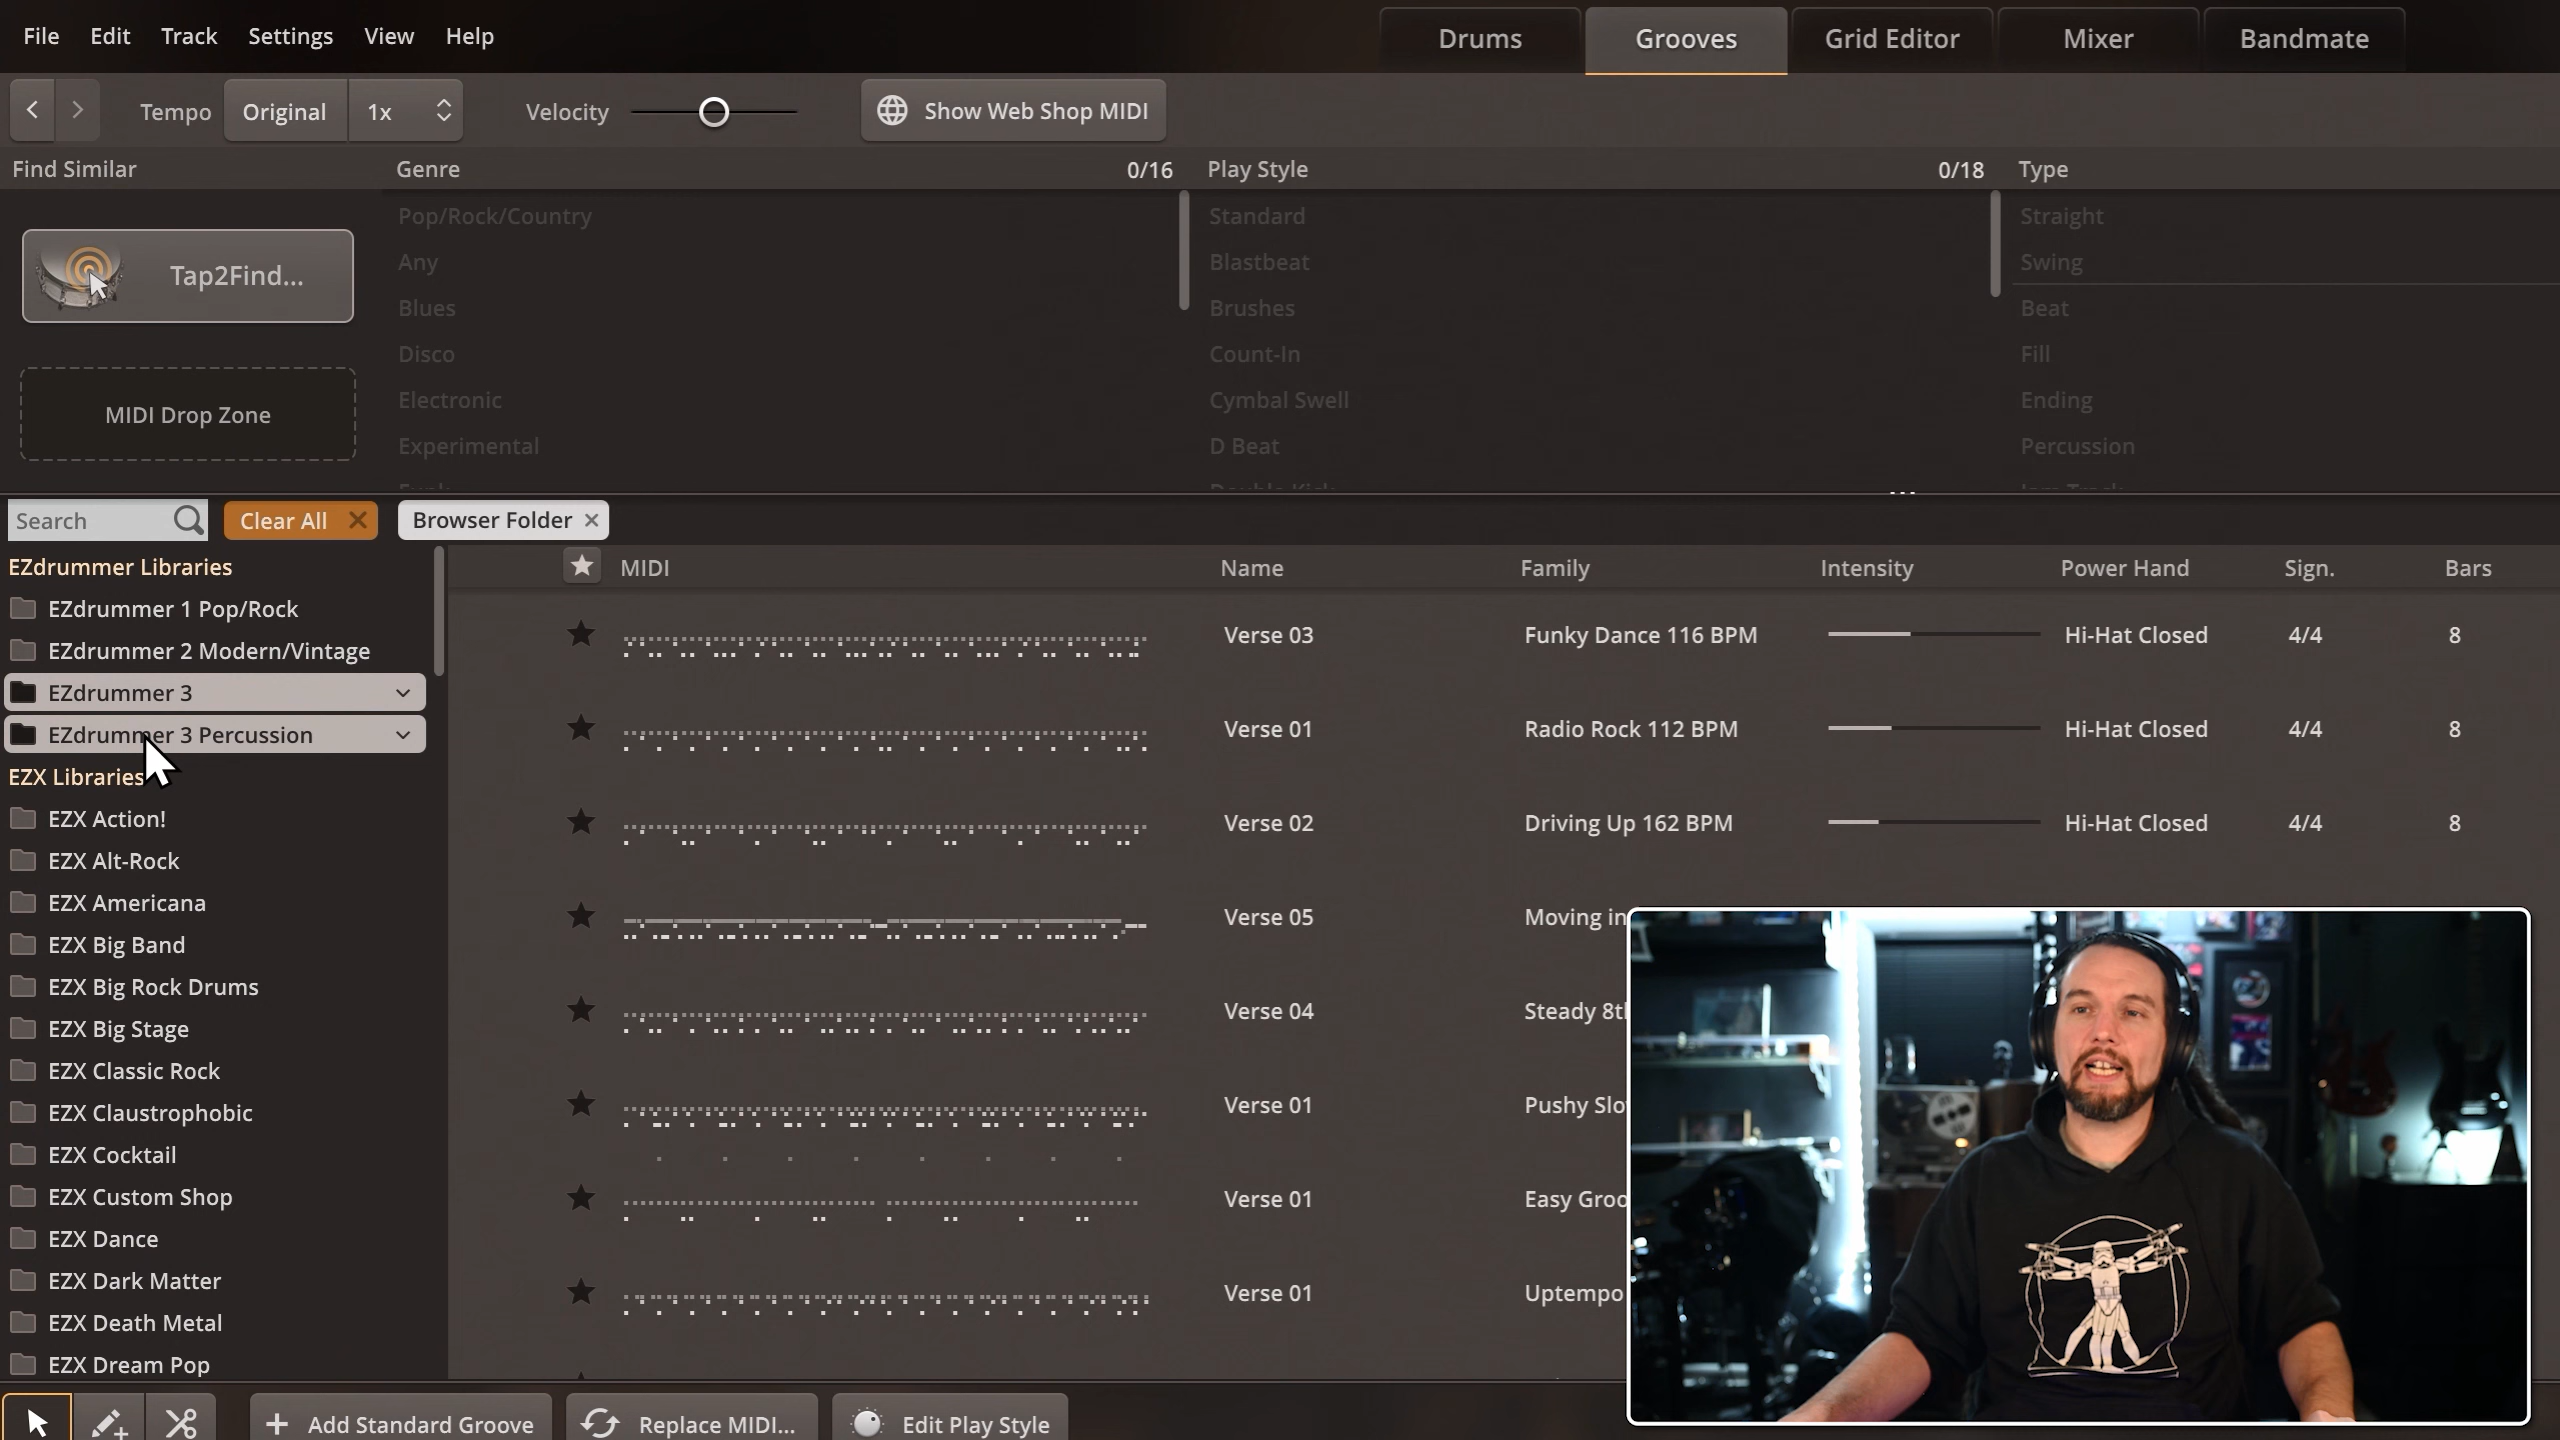 File Edit Track Settings View Help
Drums Grooves Grid Editor Mixer Bandmate
Tempo Original 1x Velocity Show Web Shop MIDI
Find Similar Genre 0/16 Play Style 0/18 Type
Pop/Rock/Country Standard Straight
Any Blastbeat Swing
Tap2Find...
Blues Brushes Beat
Disco Count-In Fill
Electronic Cymbal Swell Ending
MIDI Drop Zone
Experimental D Beat Percussion
Search Clear All Browser Folder
EZdrummer Libraries
MIDI Name Family Intensity Power Hand Sign. Bars
EZdrummer 1 Pop/Rock
Verse 03 Funky Dance 116 BPM Hi-Hat Closed 4/4 8
EZdrummer 2 Modern/Vintage
EZdrummer 3
Verse 01 Radio Rock 112 BPM Hi-Hat Closed 4/4 8
EZdrummer 3 Percussion
EZX Libraries
EZX Action!
Verse 02 Driving Up 162 BPM Hi-Hat Closed 4/4 8
EZX Alt-Rock
EZX Americana
Verse 05 Moving in
EZX Big Band
EZX Big Rock Drums
EZX Big Stage
Verse 04 Steady 8t
EZX Classic Rock
EZX Claustrophobic
Verse 01 Pushy Slo
EZX Cocktail
EZX Custom Shop
Verse 01 Easy Groo
EZX Dance
EZX Dark Matter
Verse 01 Uptempo
EZX Death Metal
EZX Dream Pop
Add Standard Groove Replace MIDI... Edit Play Style